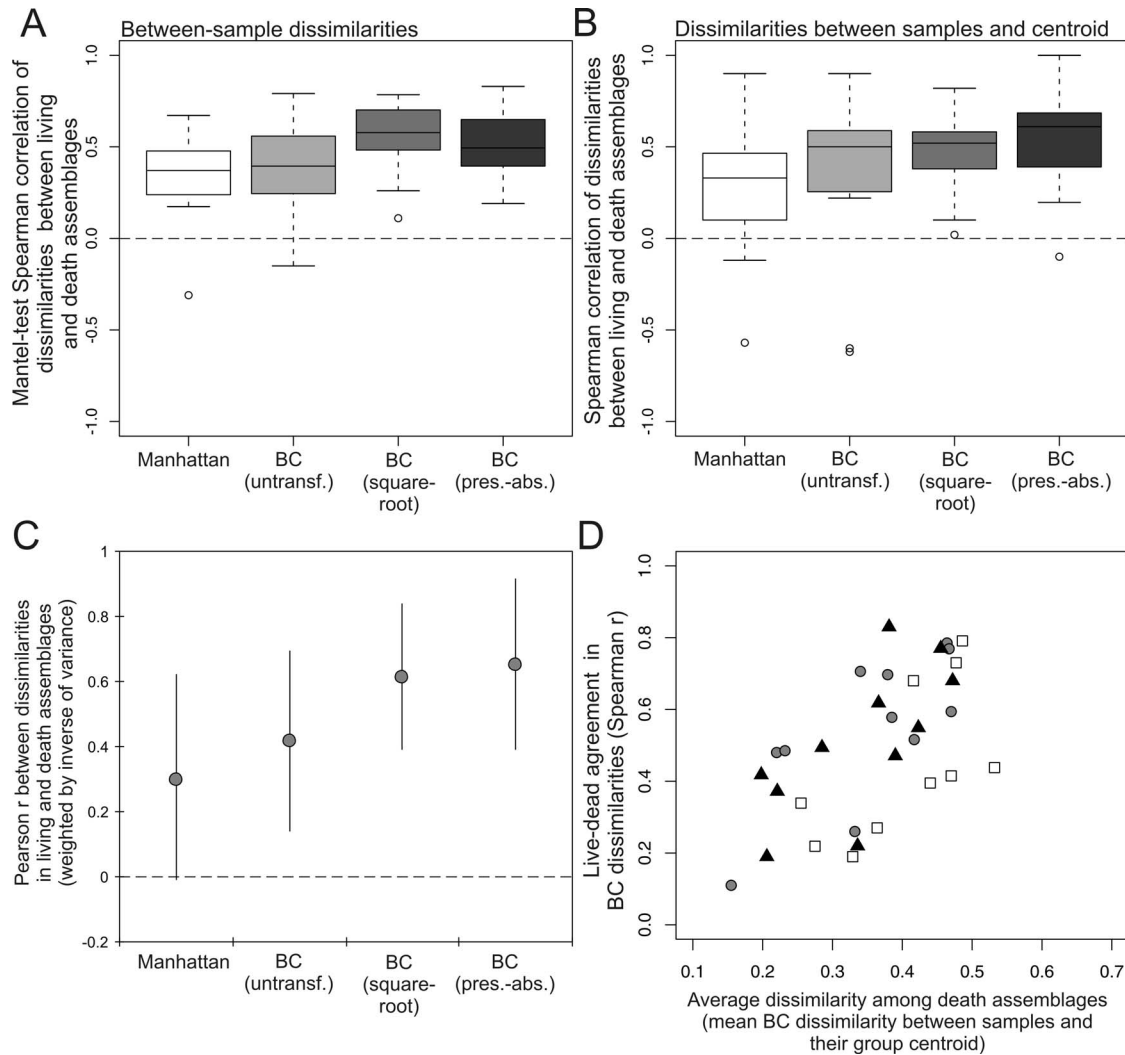 A
Between-sample dissimilarities
Mantel-test Spearman correlation of
dissimilarities between living
and death assemblages
1.0
0.5
0.0
0.5
-1.0
Manhattan
BC
(untransf.)
BC
(square-
root)
BC
(pres.-abs.)
B
Dissimilarities between samples and centroid
Spearman correlation of dissimilarities
between living and death assemblages
1.0
0.5
0.0
0.5
-1.0
Manhattan
BC
(untransf.)
BC
(square-
root)
BC
(pres.-abs.)
C
Pearson r between dissimilarities
in living and death assemblages
(weighted by inverse of variance)
1
0.8
0.6
0.4
0.2
0
-0.2
Manhattan
BC
(untransf.)
BC
(square-
root)
BC
(pres.-abs.)
D
Live-dead agreement in
BC dissimilarities (Spearman r)
1.0
0.8
0.6
0.4
0.2
0.0
0.1 0.2 0.3 0.4 0.5 0.6 0.7
Average dissimilarity among death assemblages
(mean BC dissimilarity between samples and
their group centroid)